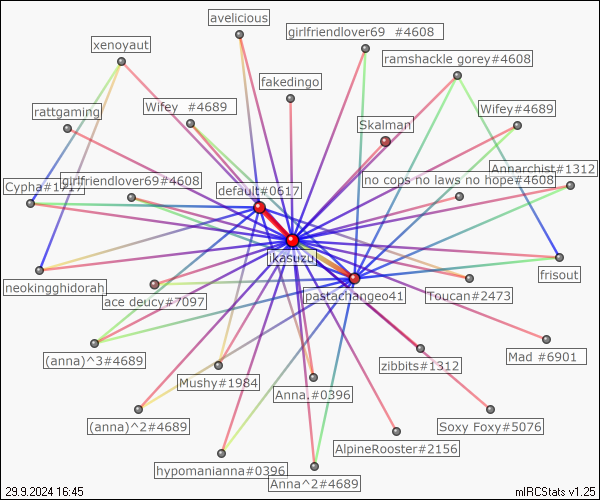 avelicious
girlfriendlover69 #4608
xenoyaut
ramshackle gorey#4608
fakedingo
Wifey #4689
Wifey#4689
rattgaming
Skalman
Annarchist#1312
Cypha#1717
girlfriendlover69#4608
no cops no laws no hope#4608
default#0617
ikasuzu
frisout
neokingghidorah
ace deucy#7097
pastachangeo41
Toucan#2473
(anna)^3#4689
Mad #6901
zibbits#1312
Mushy#1984
Anna.#0396
(anna)^2#4689
Soxy Foxy#5076
AlpineRooster#2156
hypomanianna#0396
Anna^2#4689
29.9.2024 16:45
mIRCStats v1.25